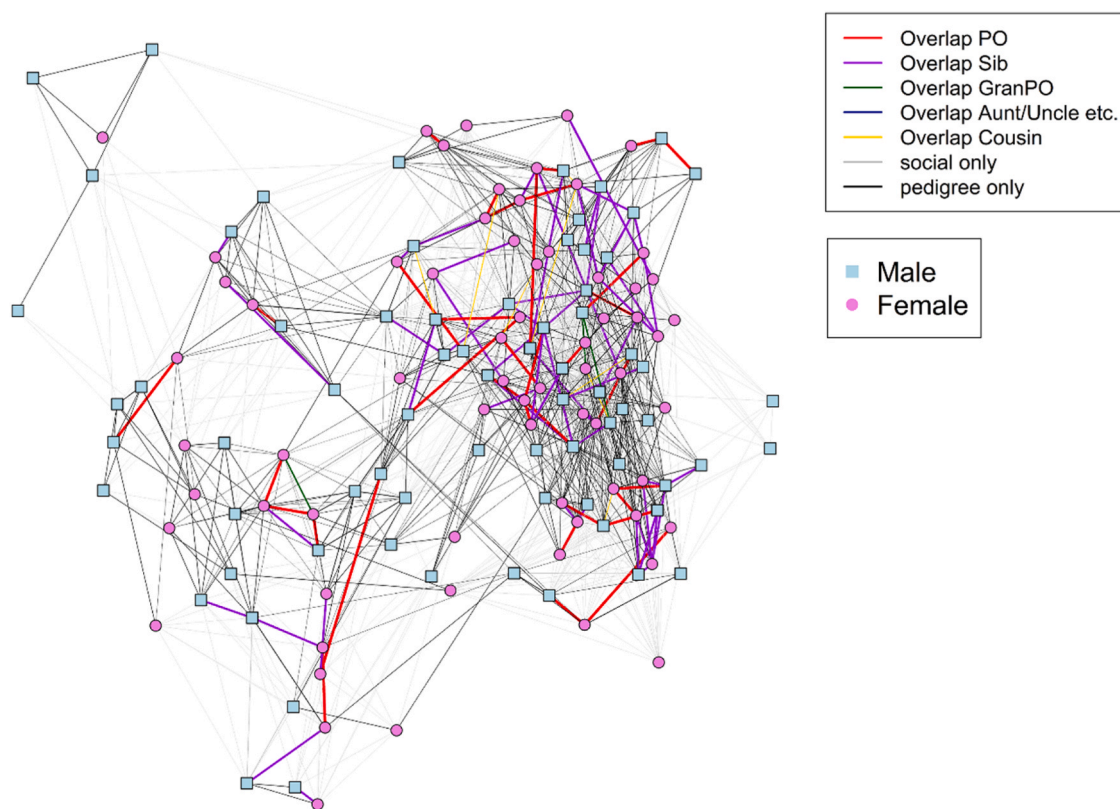 Overlap PO
Overlap Sib
Overlap GranPO
Overlap Aunt/Uncle etc.
Overlap Cousin
social only
pedigree only
Male
Female